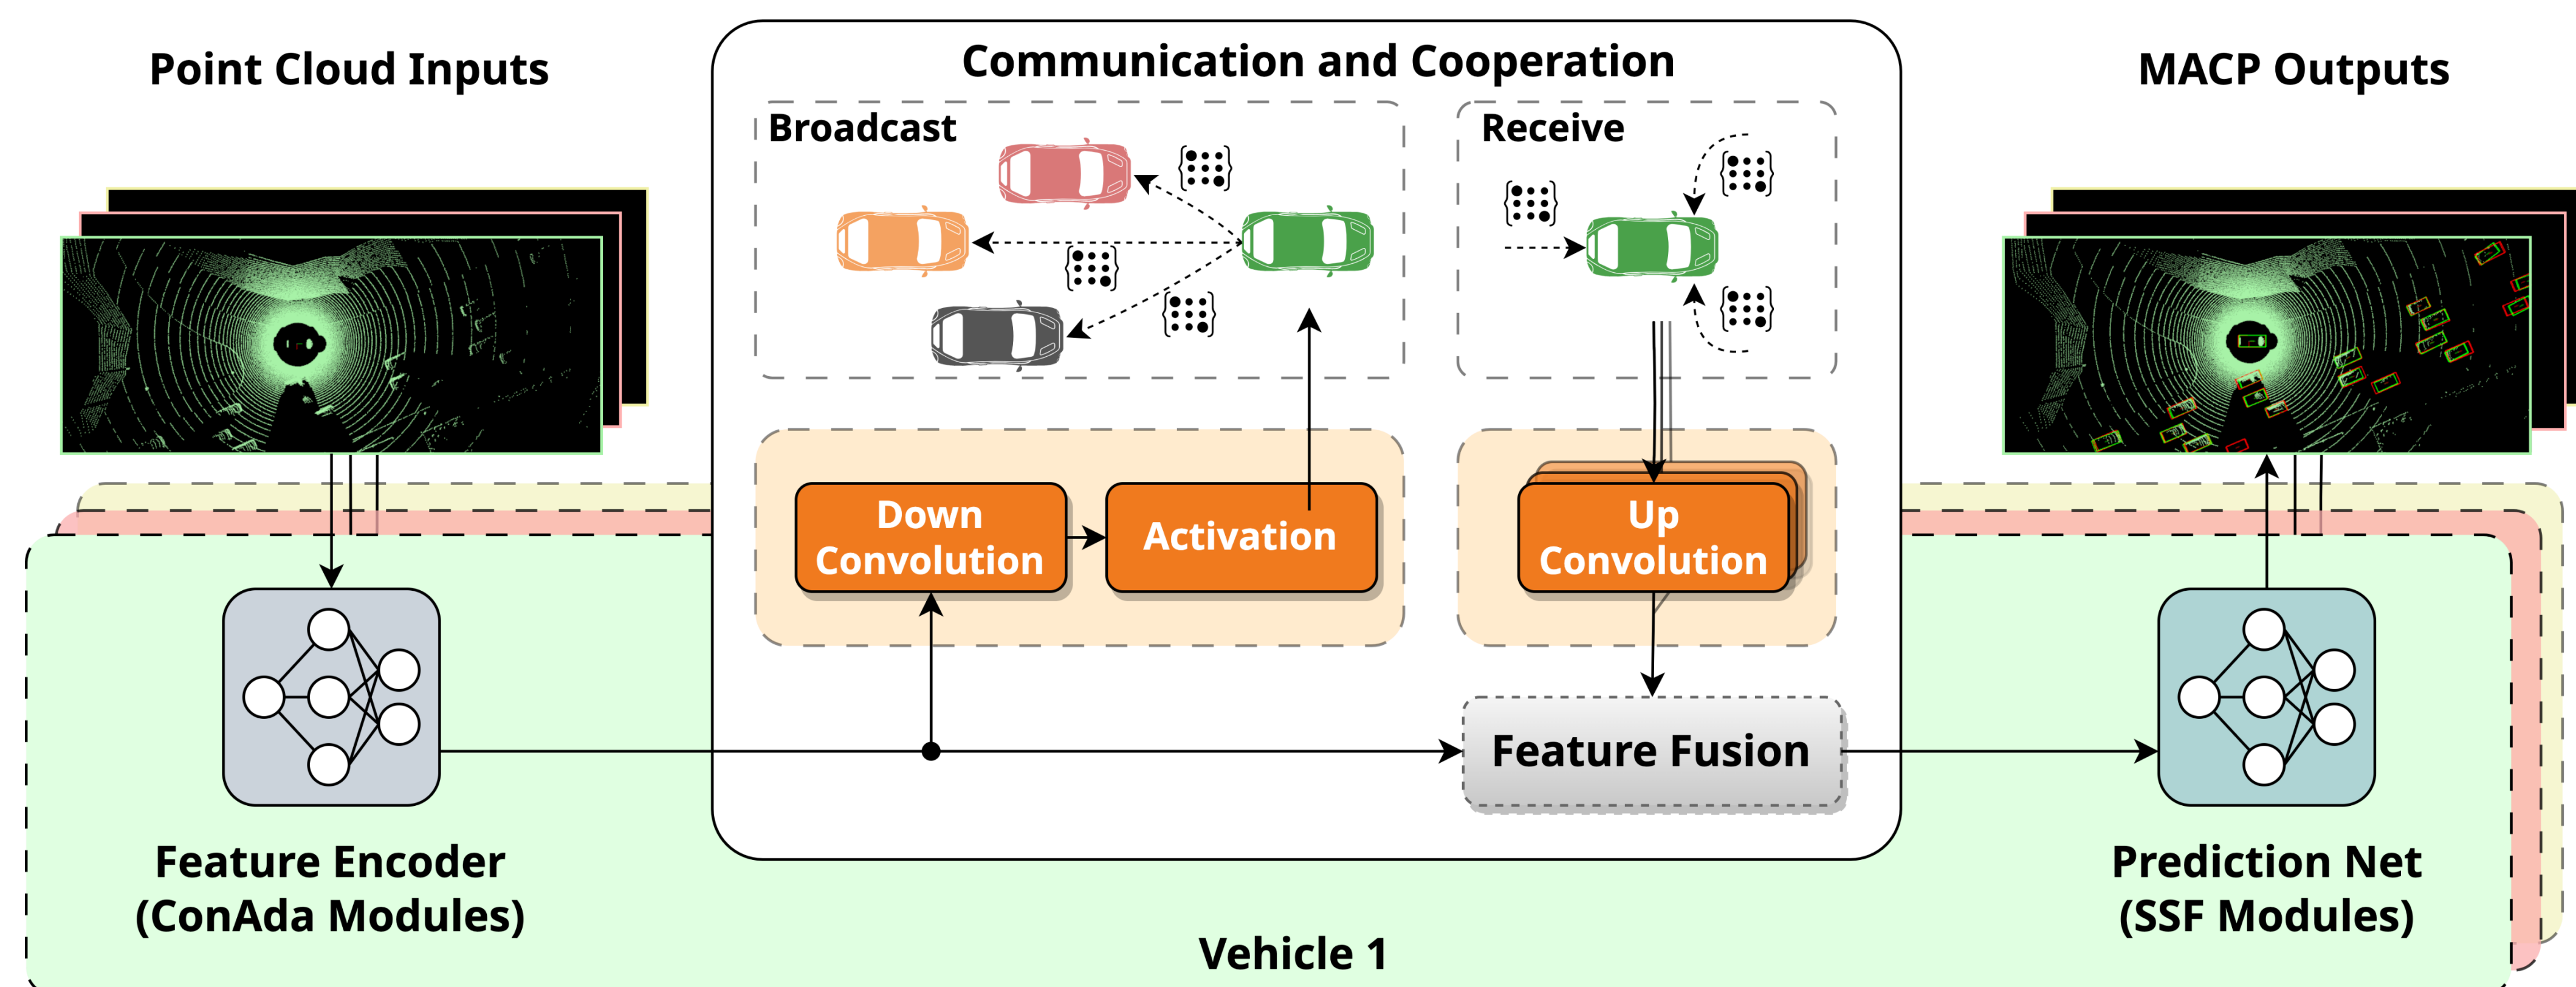 Point Cloud Inputs
Communication and Cooperation
MACP Outputs
Broadcast
Receive
Down
Convolution
Activation
Up
Convolution
Feature Fusion
Feature Encoder
(ConAda Modules)
Prediction Net
(SSF Modules)
Vehicle 1